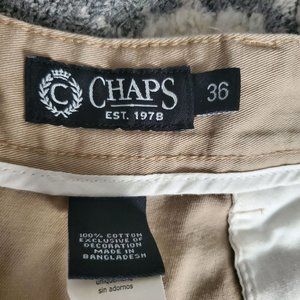 C
CHAPS
EST. 1978
36
100% COTTON
EXCLUSIVE OF
DECORATION
MADE IN
BANGLADESH
sin adornos